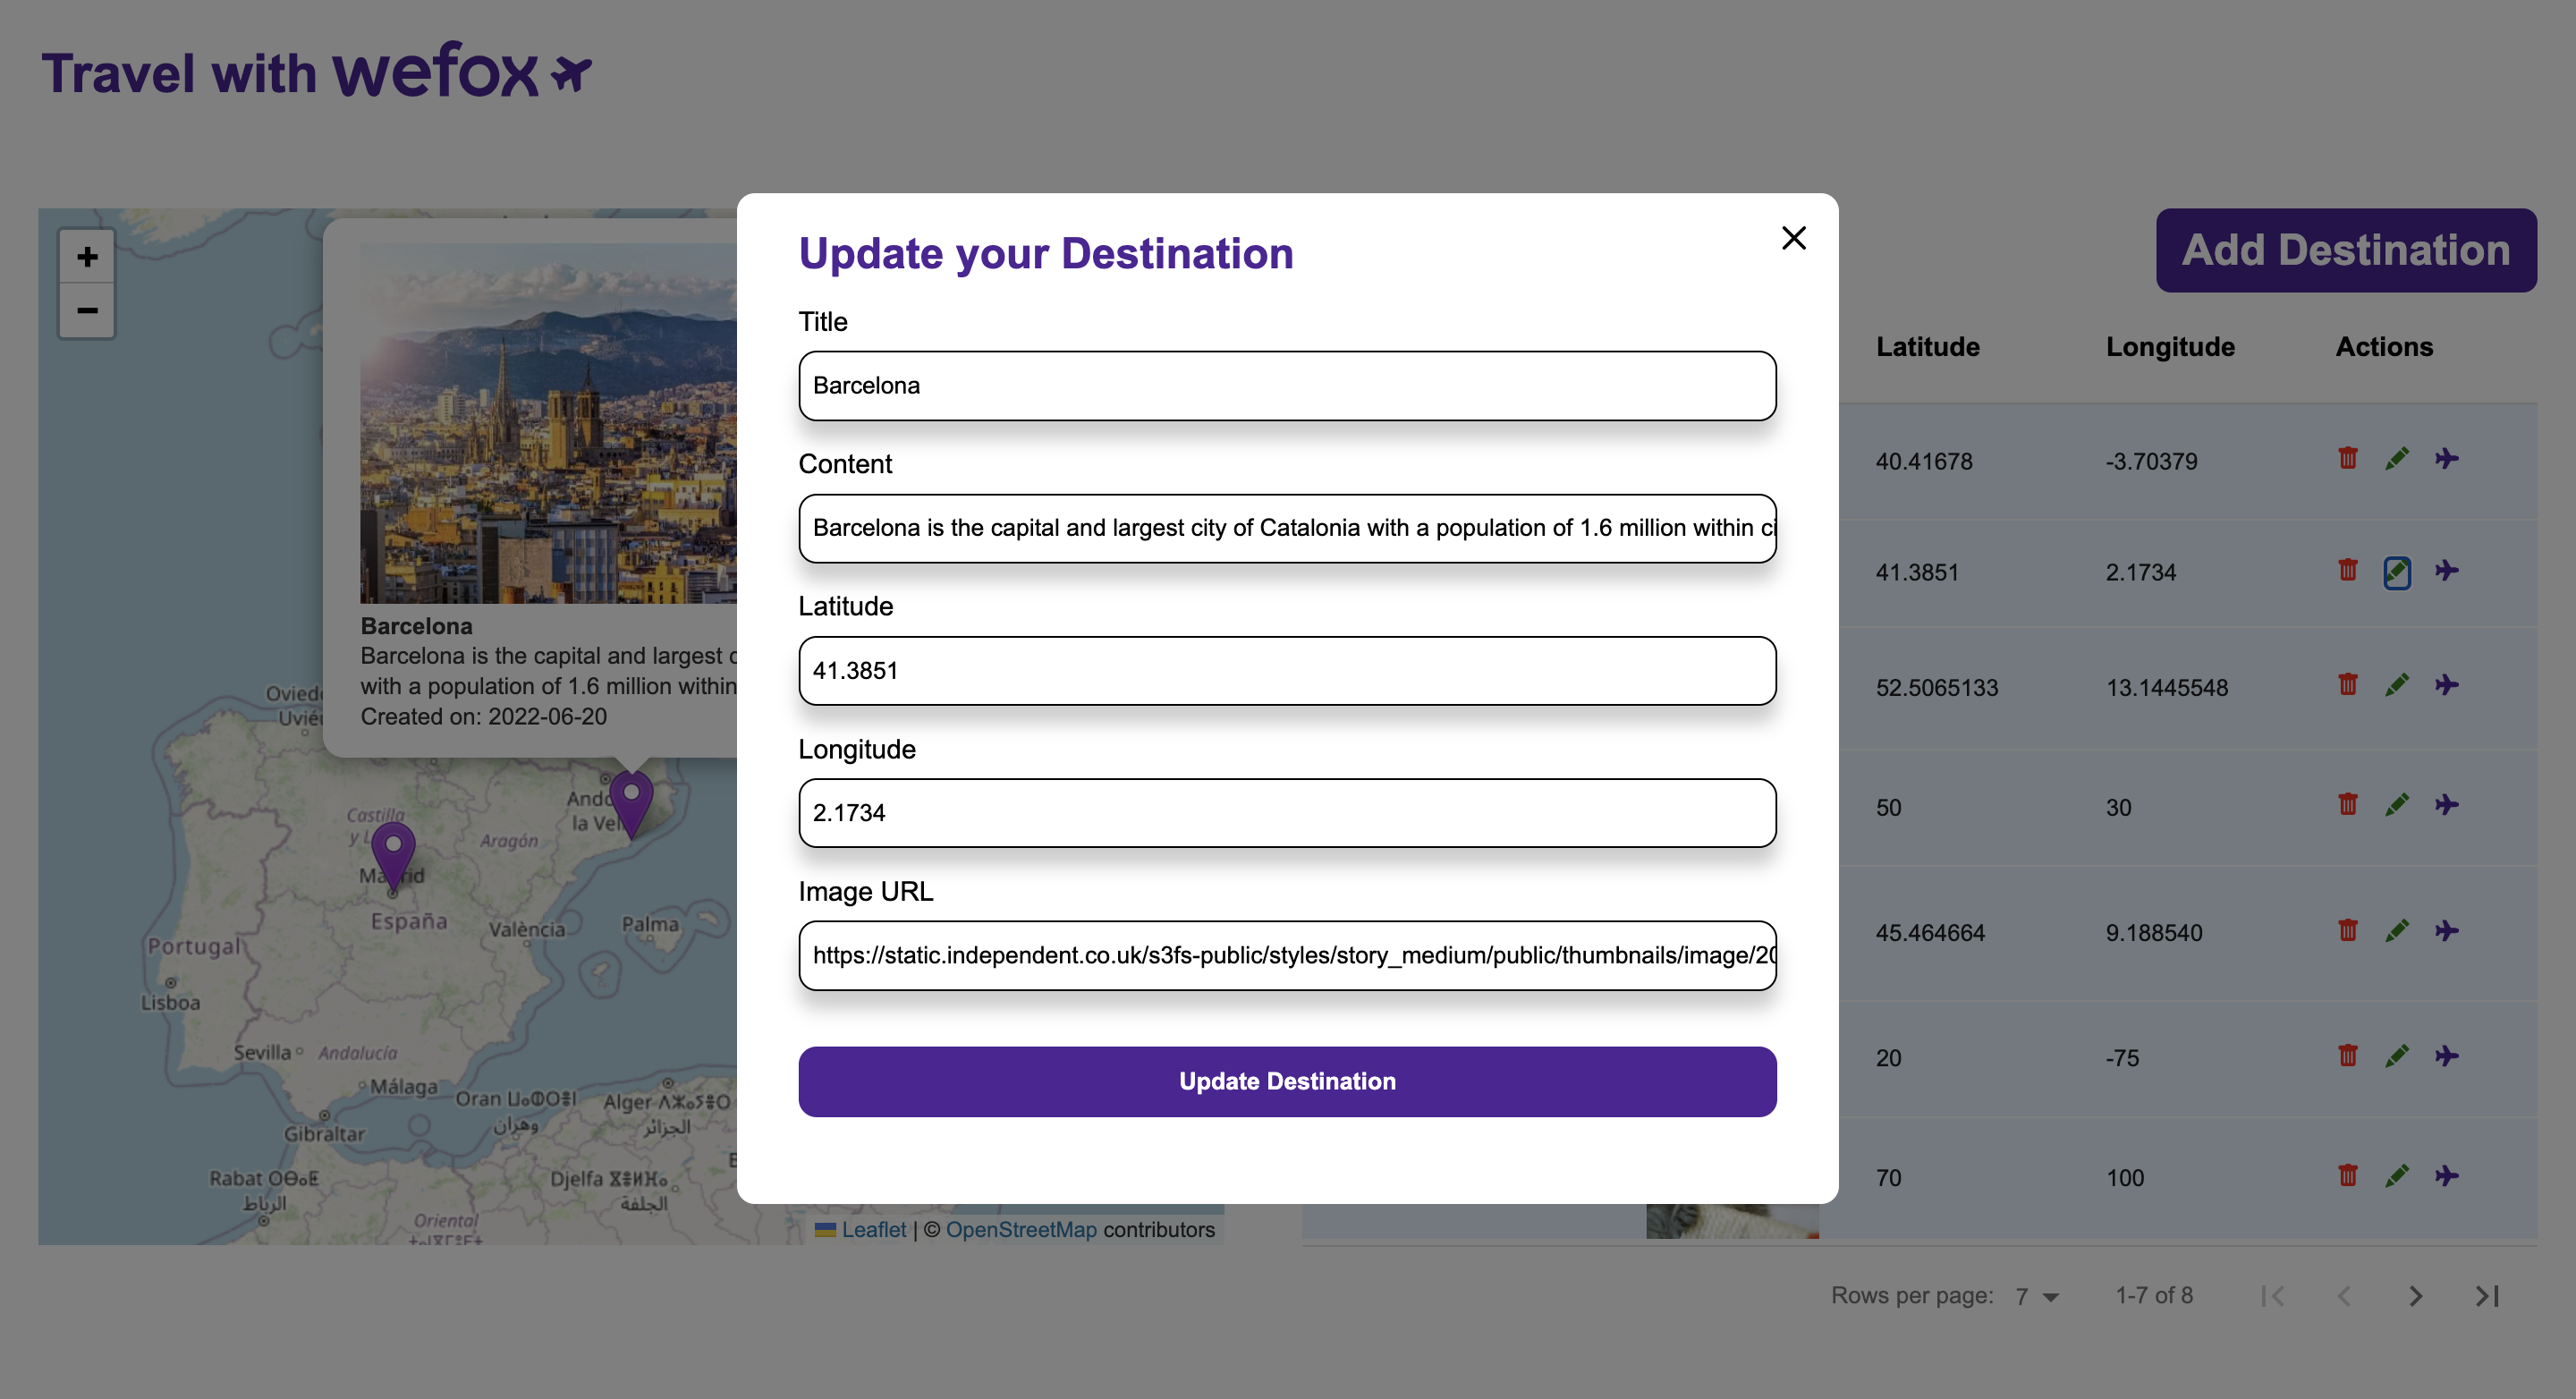 Travel with wefox
+
−
Barcelona
Barcelona is the capital and largest
with a population of 1.6 million within
Created on: 2022-06-20
Castilla
Aragón
la Vell
España
València
Palma
Portugal
Lisboa
Sevilla
Andalucía
Málaga
Oran
وهران
Alger
الجزائر
Gibraltar
Rabat
الرباط
Djelfa
الجلفة
Oriental
Leaflet | © OpenStreetMap contributors
Update your Destination
Title
Barcelona
Content
Barcelona is the capital and largest city of Catalonia with a population of 1.6 million within
Latitude
41.3851
Longitude
2.1734
Image URL
https://static.independent.co.uk/s3fs-public/styles/story_medium/public/thumbnails/image/20
Update Destination
Add Destination
Latitude Longitude Actions
40.41678 -3.70379
41.3851 2.1734
52.5065133 13.1445548
50 30
45.464664 9.188540
20 -75
70 100
Rows per page: 7 1-7 of 8